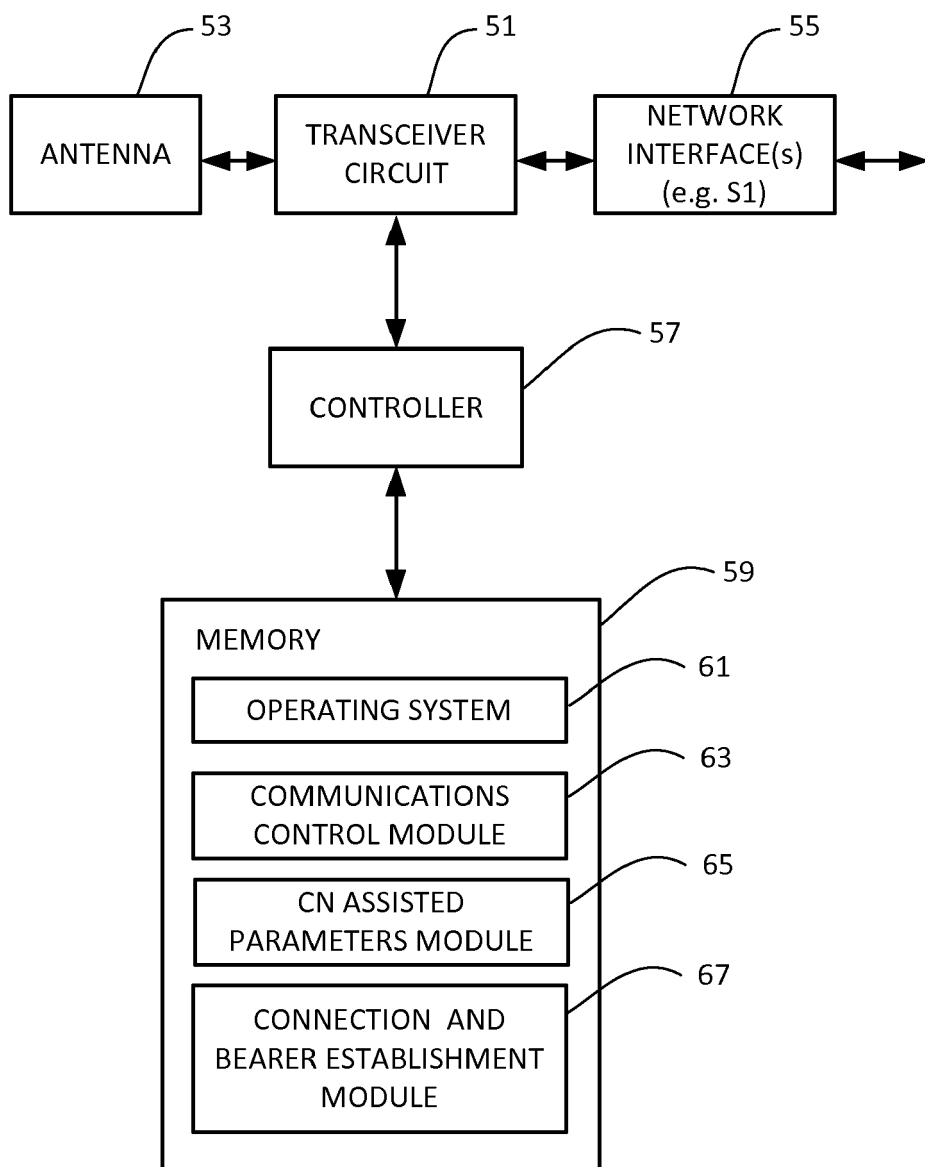 53
51
55
ANTENNA
TRANSCEIVER
CIRCUIT
NETWORK
INTERFACE(s)
(e.g. S1)
57
CONTROLLER
59
MEMORY
61
OPERATING SYSTEM
63
COMMUNICATIONS
CONTROL MODULE
65
CN ASSISTED
PARAMETERS MODULE
67
CONNECTION AND
BEARER ESTABLISHMENT
MODULE